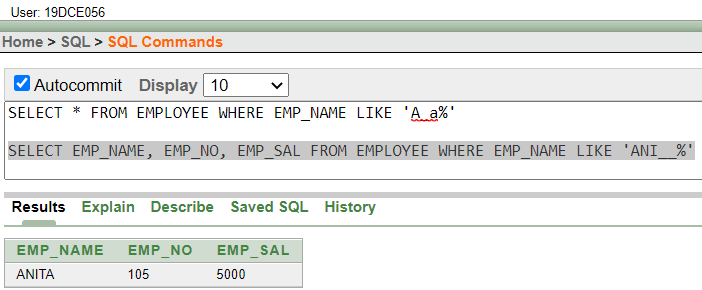 User: 19DCE056
Home > SQL > SQL Commands
Autocommit Display 10
SELECT * FROM EMPLOYEE WHERE EMP_NAME LIKE 'A_a%'
SELECT EMP_NAME, EMP_NO, EMP_SAL FROM EMPLOYEE WHERE EMP_NAME LIKE 'ANI__%'
Results Explain Describe Saved SQL History
EMP_NAME EMP_NO EMP_SAL
ANITA 105 5000